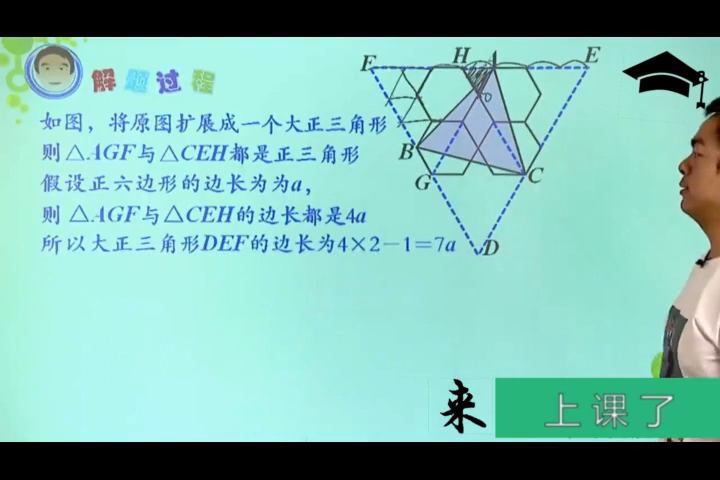 解题过程
如图，将原图扩展成一个大正三角形
则△AGF与△CEH都是正三角形
假设正六边形的边长为为a，
则△AGF与△CEH的边长都是4a
所以大正三角形DEF的边长为4×2－1＝7a
F H E
B
G C
D
来 上课了